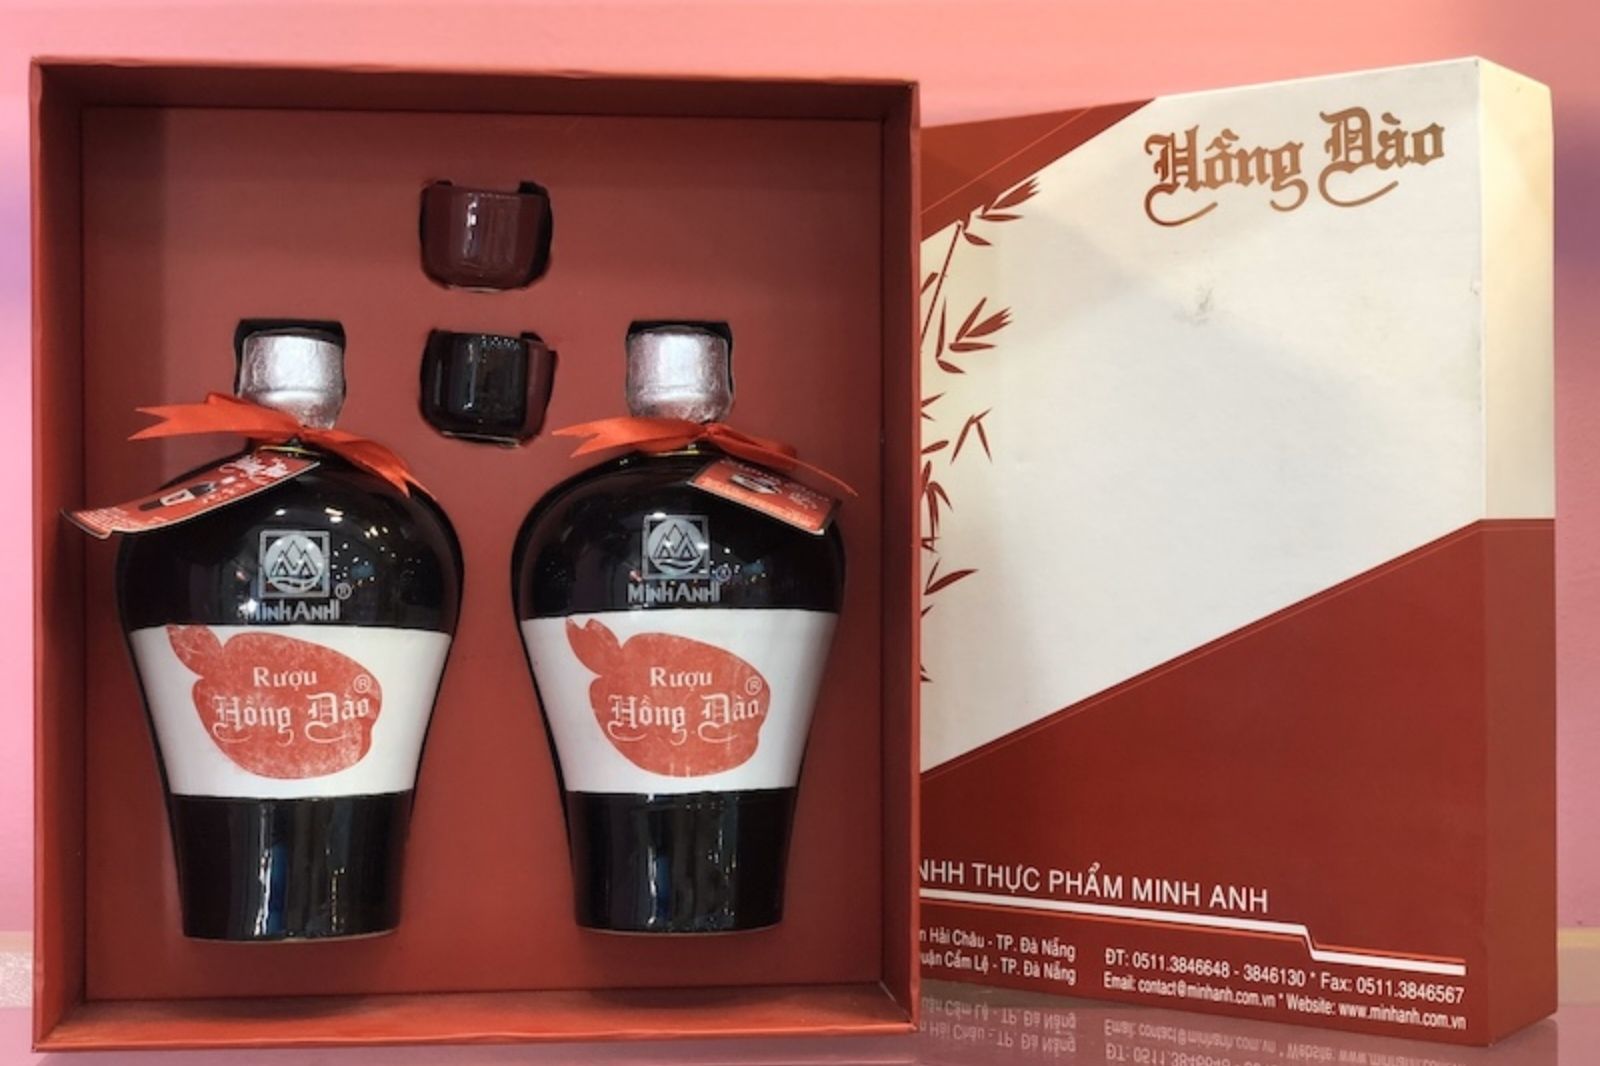 Hồng Đào
MINH ANH ®
Rượu
Hồng Đào ®
MINH ANH ®
Rượu
Hồng Đào ®
NHH THỰC PHẨM MINH ANH
n Hải Châu - TP. Đà Nẵng
uận Cẩm Lệ - TP. Đà Nẵng
ĐT: 0511.3846648 - 3846130 * Fax: 0511.3846567
Email: contact@minhanh.com.vn * Website: www.minhanh.com.vn